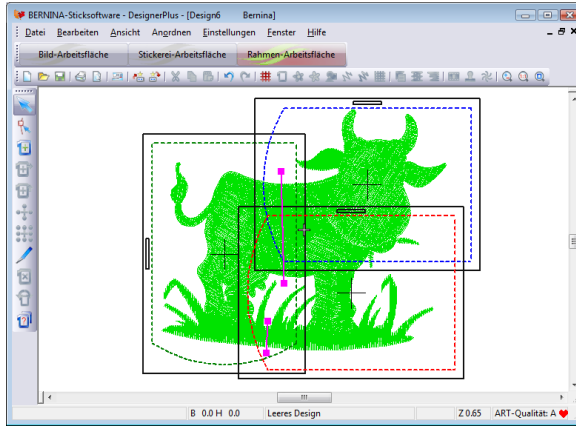 BERNINA-Sticksoftware - DesignerPlus - [Design6 Bernina]
Datei Bearbeiten Ansicht Angrdnen Einstellungen Fenster Hilfe
Bild-Arbeitsfläche Stickerei-Arbeitsfläche Rahmen-Arbeitsfläche
B 0.0 H 0.0 Leeres Design Z 0.65 ART-Qualität: A